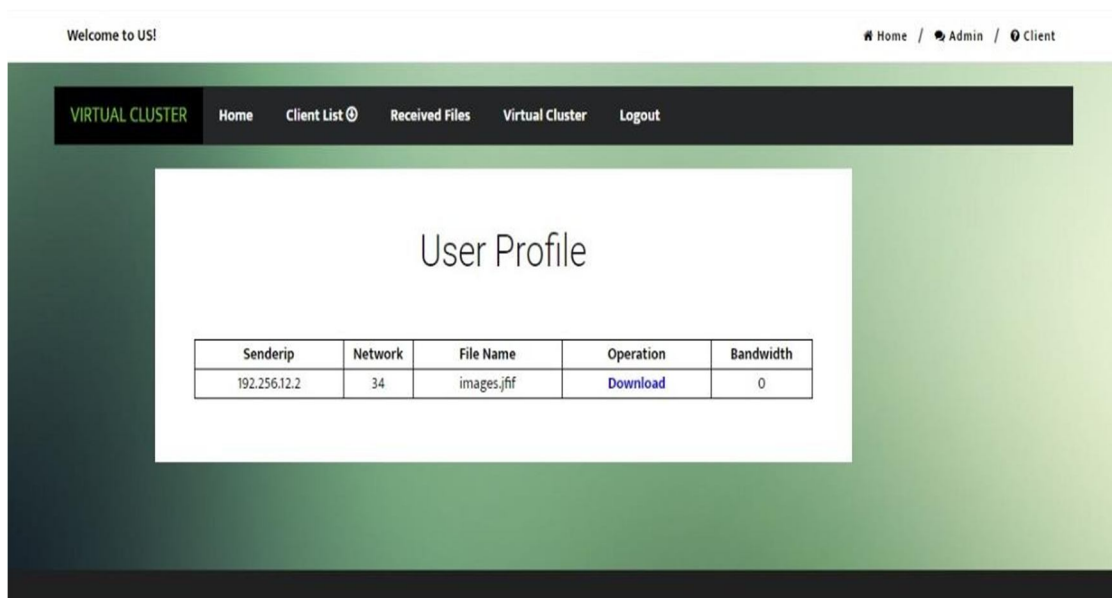 Welcome to US!
Home / Admin / Client
VIRTUAL CLUSTER Home Client List Received Files Virtual Cluster Logout
User Profile
Senderip Network File Name Operation Bandwidth
192.256.12.2 34 images.jfif Download 0